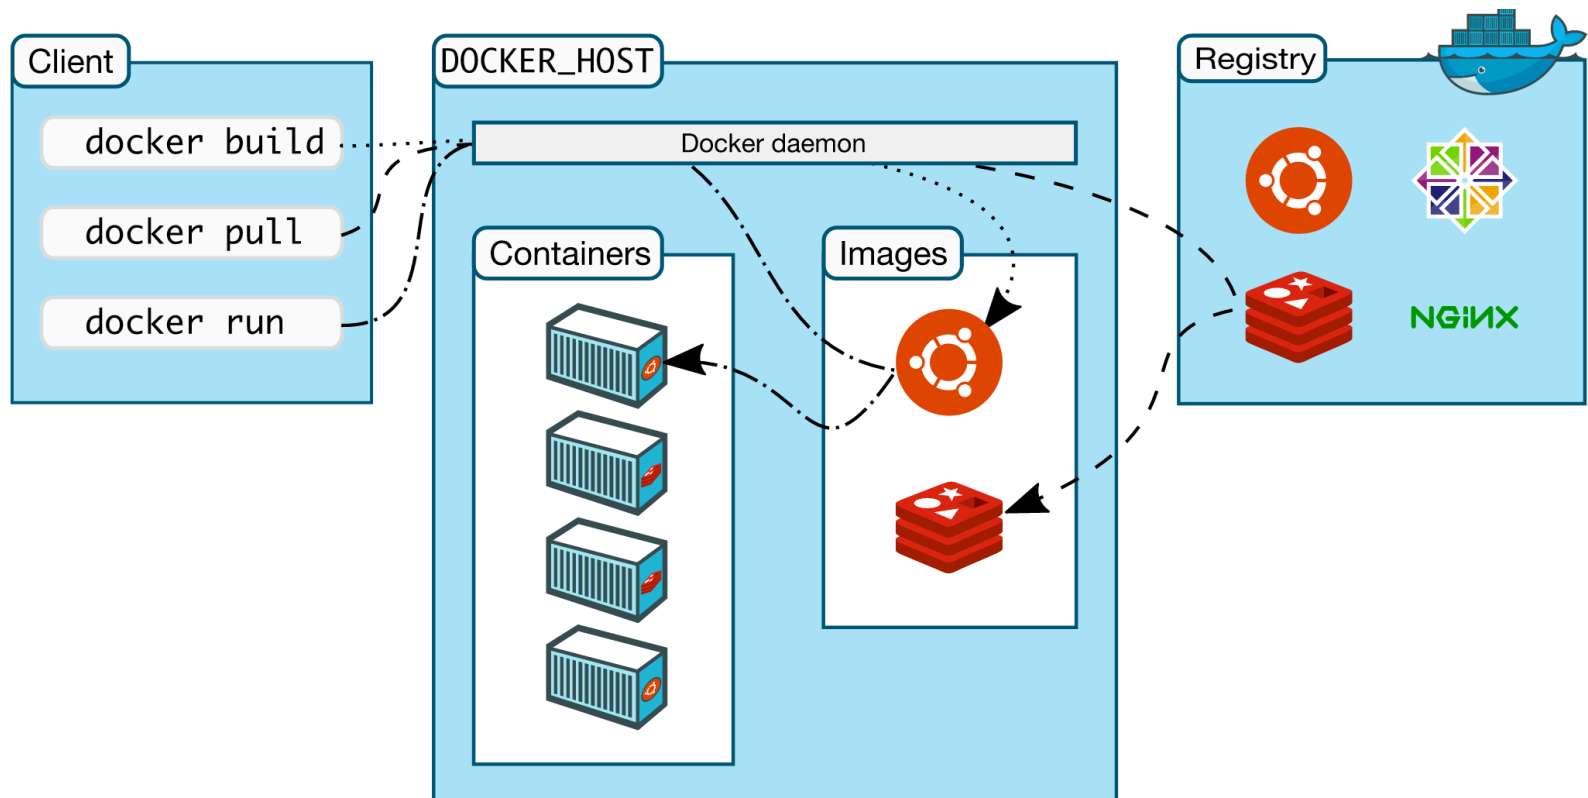 Client
docker build
docker pull
docker run
DOCKER_HOST
Docker daemon
Containers
Images
Registry
NGiNX